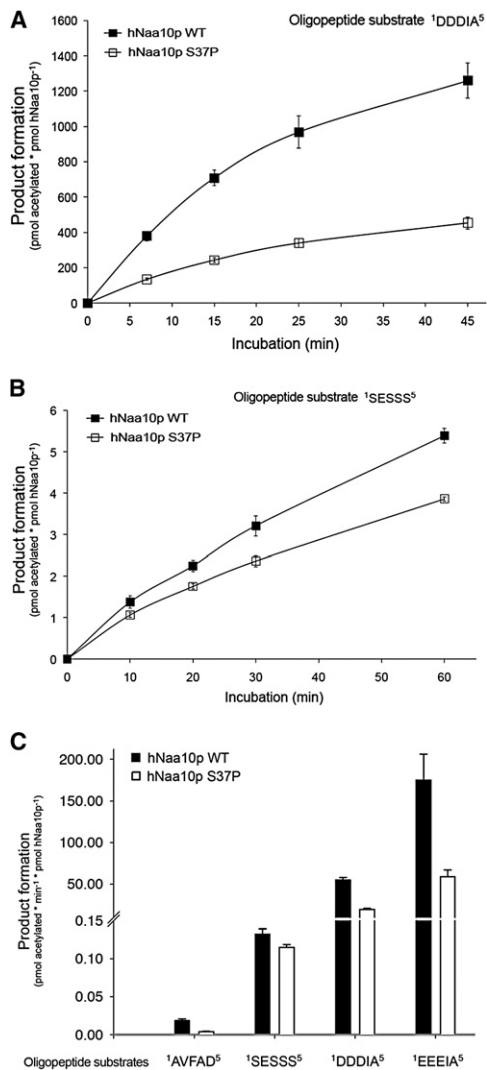 A
Oligopeptide substrate ¹DDDIA⁵
hNaa10p WT
hNaa10p S37P
Product formation
(pmol acetylated * pmol hNaa10p⁻¹)
1600
1400
1200
1000
800
600
400
200
0
0 5 10 15 20 25 30 35 40 45
Incubation (min)
B
Oligopeptide substrate ¹SESSS⁵
hNaa10p WT
hNaa10p S37P
Product formation
(pmol acetylated * pmol hNaa10p⁻¹)
6
5
4
3
2
1
0
0 10 20 30 40 50 60
Incubation (min)
C
hNaa10p WT
hNaa10p S37P
Product formation
(pmol acetylated * min⁻¹ * pmol hNaa10p⁻¹)
200.00
150.00
100.00
50.00
0.15
0.10
0.05
0.00
Oligopeptide substrates ¹AVFAD⁵ ¹SESSS⁵ ¹DDDIA⁵ ¹EEEIA⁵